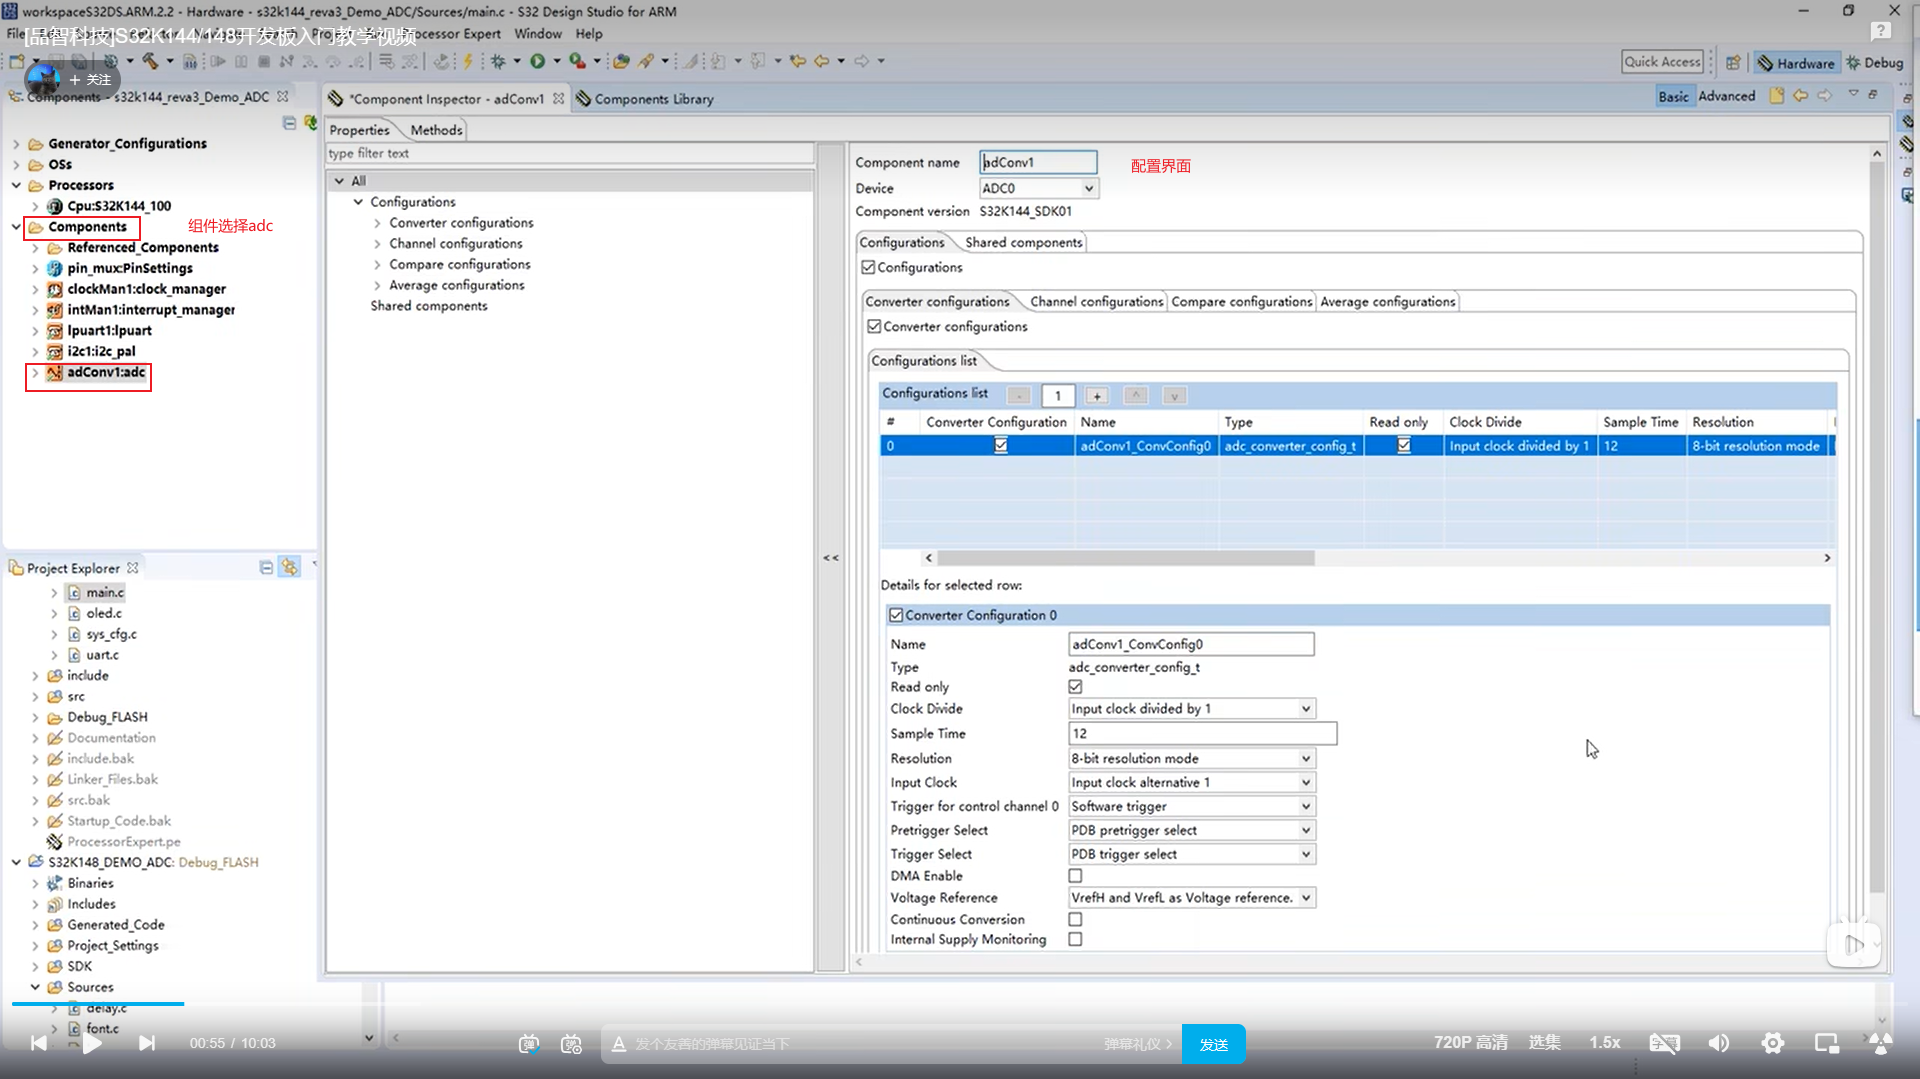 workspaceS32DS.ARM.2.2 - Hardware - s32k144_reva3_Demo_ADC/Sources/main.c - S32 Design Studio for ARM
[品智科技]S32K144/148开发板入门教学视频
Processor Expert Window Help
+ 关注
Quick Access
Hardware
Debug
Components - s32k144_reva3_Demo_ADC
Generator_Configurations
OSs
Processors
Cpu:S32K144_100
Components
组件选择adc
Referenced_Components
pin_mux:PinSettings
clockMan1:clock_manager
intMan1:interrupt_manager
lpuart1:lpuart
i2c1:i2c_pal
adConv1:adc
Project Explorer
main.c
oled.c
sys_cfg.c
uart.c
include
src
Debug_FLASH
Documentation
include.bak
Linker_Files.bak
src.bak
Startup_Code.bak
ProcessorExpert.pe
S32K148_DEMO_ADC: Debug_FLASH
Binaries
Includes
Generated_Code
Project_Settings
SDK
Sources
delay.c
font.c
*Component Inspector - adConv1
Components Library
Basic Advanced
Properties Methods
type filter text
All
Configurations
Converter configurations
Channel configurations
Compare configurations
Average configurations
Shared components
<<
Component name adConv1
配置界面
Device ADC0
Component version S32K144_SDK01
Configurations Shared components
Configurations
Converter configurations Channel configurations Compare configurations Average configurations
Converter configurations
Configurations list
Configurations list - 1 + ^ v
# Converter Configuration Name Type Read only Clock Divide Sample Time Resolution
0 adConv1_ConvConfig0 adc_converter_config_t Input clock divided by 1 12 8-bit resolution mode
Details for selected row:
Converter Configuration 0
Name adConv1_ConvConfig0
Type adc_converter_config_t
Read only
Clock Divide Input clock divided by 1
Sample Time 12
Resolution 8-bit resolution mode
Input Clock Input clock alternative 1
Trigger for control channel 0 Software trigger
Pretrigger Select PDB pretrigger select
Trigger Select PDB trigger select
DMA Enable
Voltage Reference VrefH and VrefL as Voltage reference.
Continuous Conversion
Internal Supply Monitoring
00:55 / 10:03
弹
弹
A 发个友善的弹幕见证当下
弹幕礼仪 >
发送
720P 高清
选集
1.5x
字幕